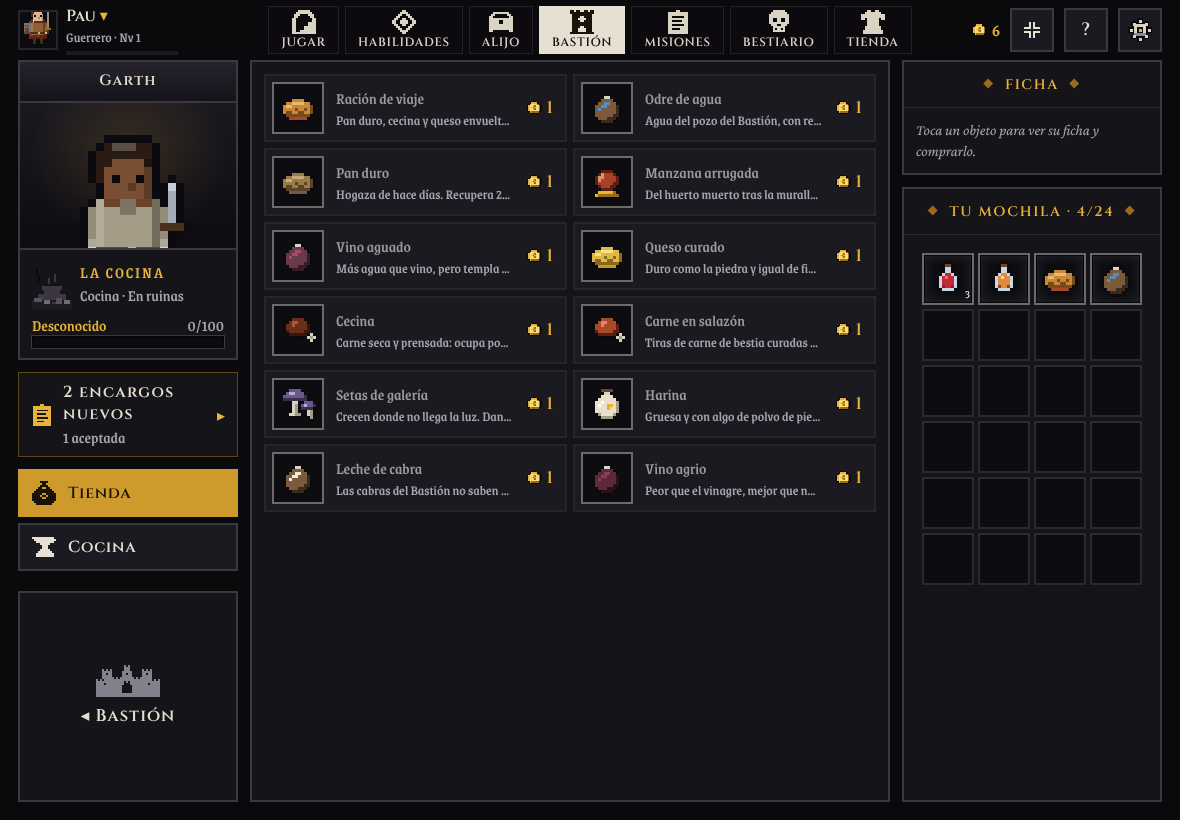 Pau ▾
Guerrero · Nv 1
JUGAR
HABILIDADES
ALIJO
BASTIÓN
MISIONES
BESTIARIO
TIENDA
6
?
Garth
LA COCINA
Cocina · En ruinas
Desconocido 0/100
2 ENCARGOS
NUEVOS
1 aceptada
Tienda
Cocina
◂ Bastión
Ración de viaje
Pan duro, cecina y queso envuelt...
1
Odre de agua
Agua del pozo del Bastión, con re...
1
Pan duro
Hogaza de hace días. Recupera 2...
1
Manzana arrugada
Del huerto muerto tras la murall...
1
Vino aguado
Más agua que vino, pero templa ...
1
Queso curado
Duro como la piedra y igual de fi...
1
Cecina
Carne seca y prensada: ocupa po...
1
Carne en salazón
Tiras de carne de bestia curadas ...
1
Setas de galería
Crecen donde no llega la luz. Dan...
1
Harina
Gruesa y con algo de polvo de pie...
1
Leche de cabra
Las cabras del Bastión no saben ...
1
Vino agrio
Peor que el vinagre, mejor que n...
1
FICHA
Toca un objeto para ver su ficha y
comprarlo.
TU MOCHILA · 4/24
3